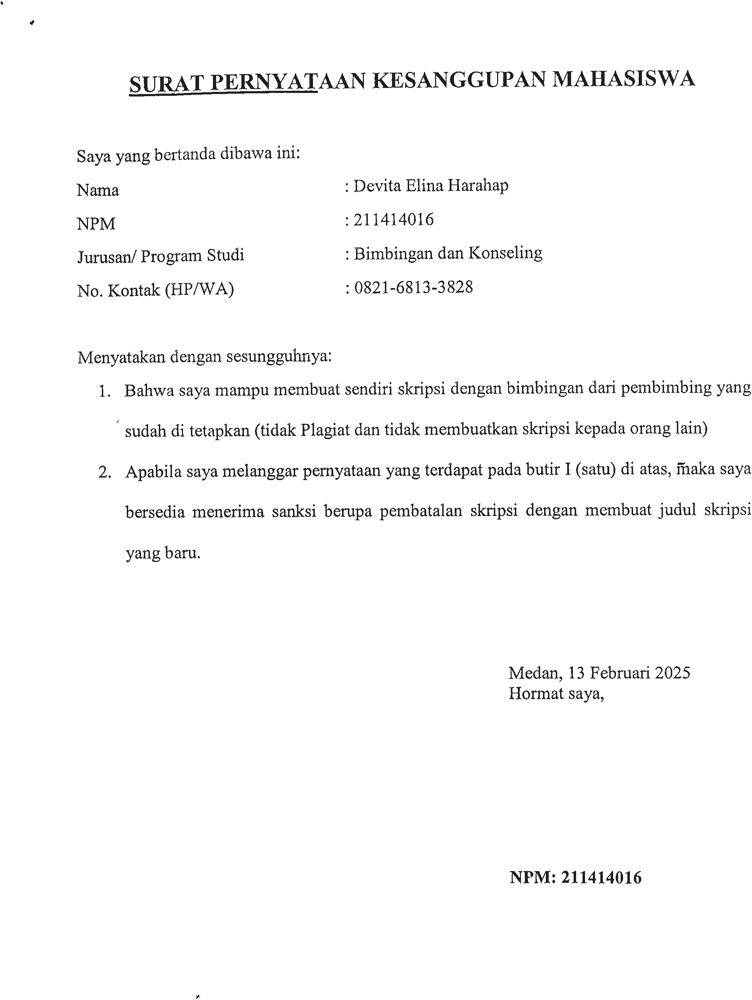 SURAT PERNYATAAN KESANGGUPAN MAHASISWA
Saya yang bertanda dibawa ini:
Nama : Devita Elina Harahap
NPM : 211414016
Jurusan/ Program Studi : Bimbingan dan Konseling
No. Kontak (HP/WA) : 0821-6813-3828
Menyatakan dengan sesungguhnya:
1. Bahwa saya mampu membuat sendiri skripsi dengan bimbingan dari pembimbing yang
sudah di tetapkan (tidak Plagiat dan tidak membuatkan skripsi kepada orang lain)
2. Apabila saya melanggar pernyataan yang terdapat pada butir I (satu) di atas, maka saya
bersedia menerima sanksi berupa pembatalan skripsi dengan membuat judul skripsi
yang baru.
Medan, 13 Februari 2025
Hormat saya,
NPM: 211414016